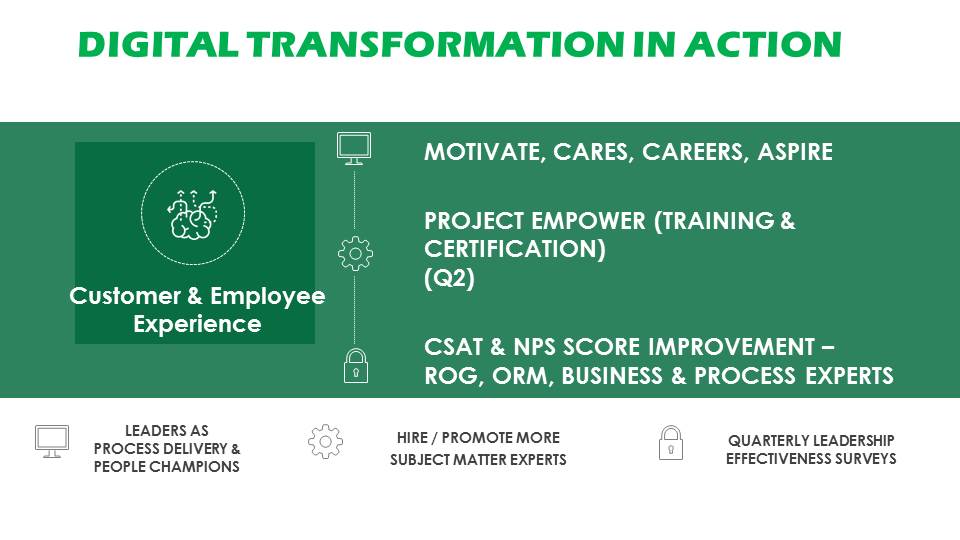 DIGITAL TRANSFORMATION IN ACTION
Customer & Employee
Experience
MOTIVATE, CARES, CAREERS, ASPIRE
PROJECT EMPOWER (TRAINING &
CERTIFICATION)
(Q2)
CSAT & NPS SCORE IMPROVEMENT –
ROG, ORM, BUSINESS & PROCESS EXPERTS
LEADERS AS
PROCESS DELIVERY &
PEOPLE CHAMPIONS
HIRE / PROMOTE MORE
SUBJECT MATTER EXPERTS
QUARTERLY LEADERSHIP
EFFECTIVENESS SURVEYS